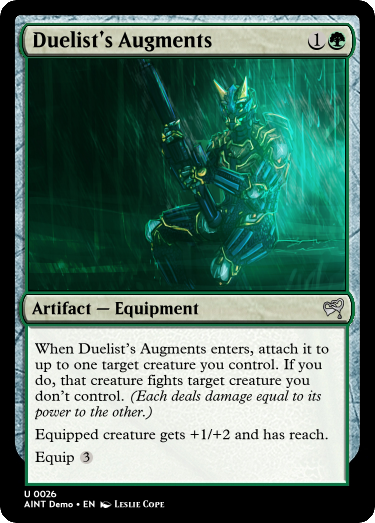 Duelist's Augments 1
Artifact — Equipment
When Duelist's Augments enters, attach it to
up to one target creature you control. If you
do, that creature fights target creature you
don't control. (Each deals damage equal to its
power to the other.)
Equipped creature gets +1/+2 and has reach.
Equip 3
U 0026
AINT Demo • EN Leslie Cope